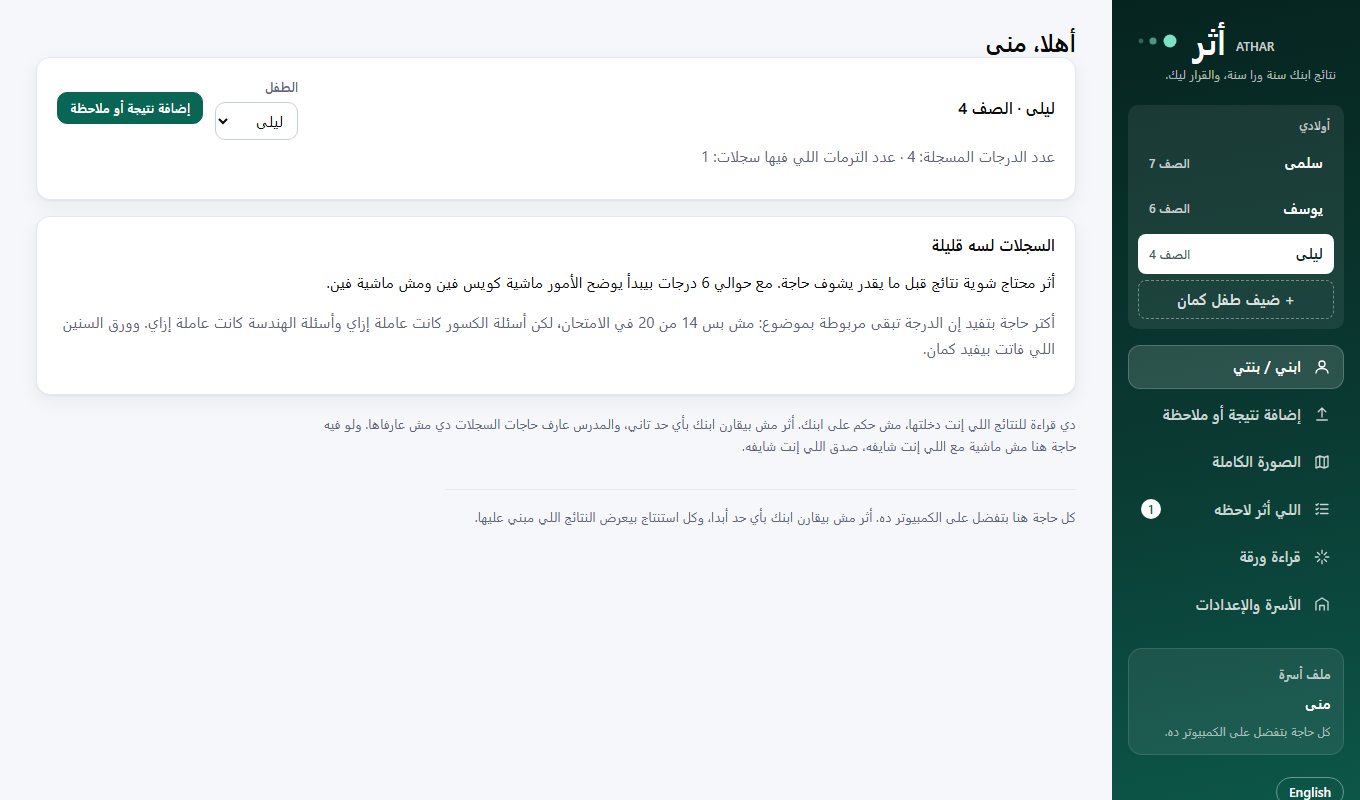 أثر ATHAR
نتائج ابنك سنة ورا سنة، والقرار ليك.
أولادي
سلمى الصف 7
يوسف الصف 6
ليلى الصف 4
+ ضيف طفل كمان
ابني / بنتي
إضافة نتيجة أو ملاحظة
الصورة الكاملة
اللي أثر لاحظه 1
قراءة ورقة
الأسرة والإعدادات
ملف أسرة
منى
كل حاجة بتفضل على الكمبيوتر ده.
English
أهلا، منى
ليلى · الصف 4
الطفل
ليلى
إضافة نتيجة أو ملاحظة
عدد الدرجات المسجلة: 4 · عدد الترمات اللي فيها سجلات: 1
السجلات لسه قليلة
أثر محتاج شوية نتائج قبل ما يقدر يشوف حاجة. مع حوالي 6 درجات بيبدأ يوضح الأمور ماشية كويس فين ومش ماشية فين.
أكتر حاجة بتفيد إن الدرجة تبقى مربوطة بموضوع: مش بس 14 من 20 في الامتحان، لكن أسئلة الكسور كانت عاملة إزاي وأسئلة الهندسة كانت عاملة إزاي. وورق السنين
اللي فاتت بيفيد كمان.
دي قراءة للنتائج اللي إنت دخلتها، مش حكم على ابنك. أثر مش بيقارن ابنك بأي حد تاني، والمدرس عارف حاجات السجلات دي مش عارفاها. ولو فيه
حاجة هنا مش ماشية مع اللي إنت شايفه، صدق اللي إنت شايفه.
كل حاجة هنا بتفضل على الكمبيوتر ده. أثر مش بيقارن ابنك بأي حد أبدا، وكل استنتاج بيعرض النتائج اللي مبني عليها.